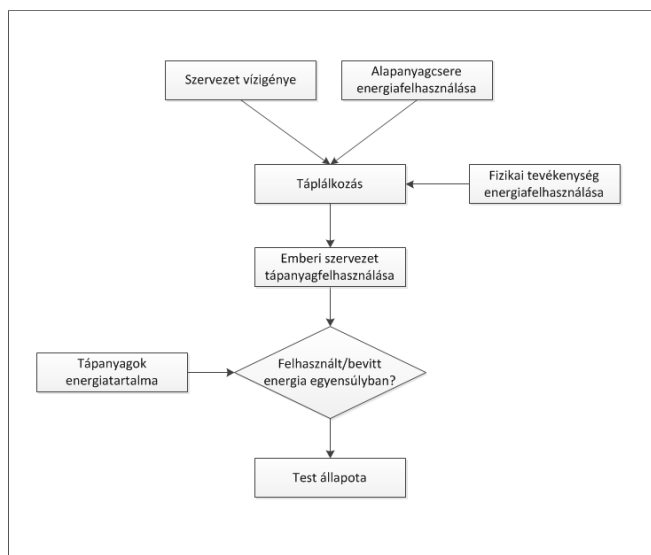 Szervezet vízigénye
Alapanyagcsere
energiafelhasználása
Táplálkozás
Fizikai tevékenység
energiafelhasználása
Emberi szervezet
tápanyagfelhasználása
Tápanyagok
energiatartalma
Felhasznált/bevitt
energia egyensúlyban?
Test állapota